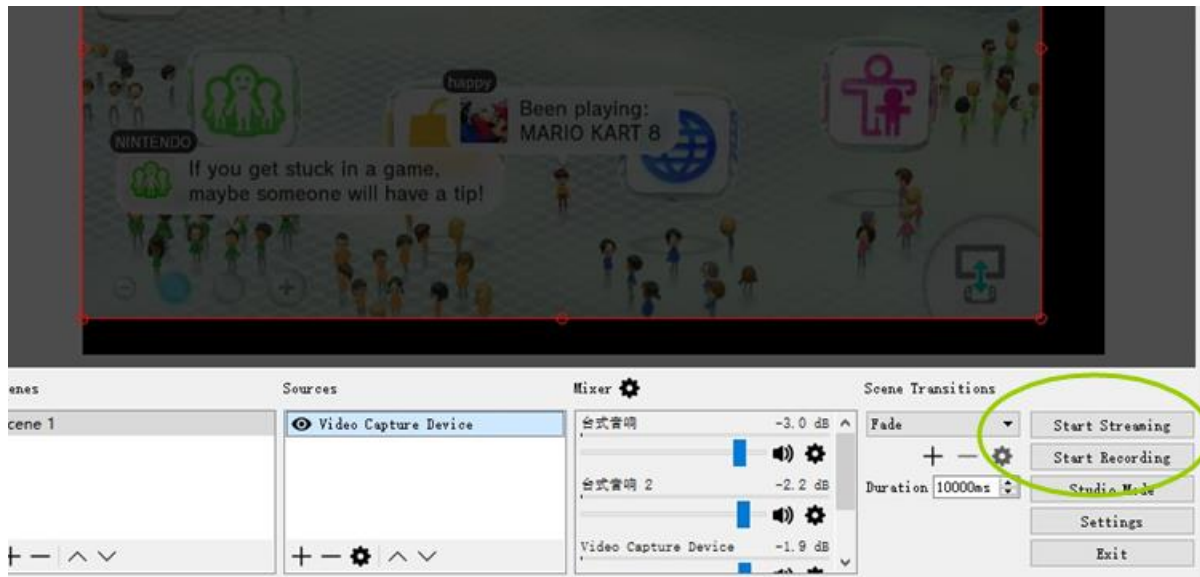 happy
Been playing:
MARIO KART 8
NINTENDO
If you get stuck in a game,
maybe someone will have a tip!
enes
Sources
Mixer
Scene Transitions
cene 1
Video Capture Device
台式音响
-3.0 dB
Fade
Start Streaming
Start Recording
台式音响 2
-2.2 dB
Duration 10000ms
Studio Mode
Settings
Video Capture Device
-1.9 dB
Exit